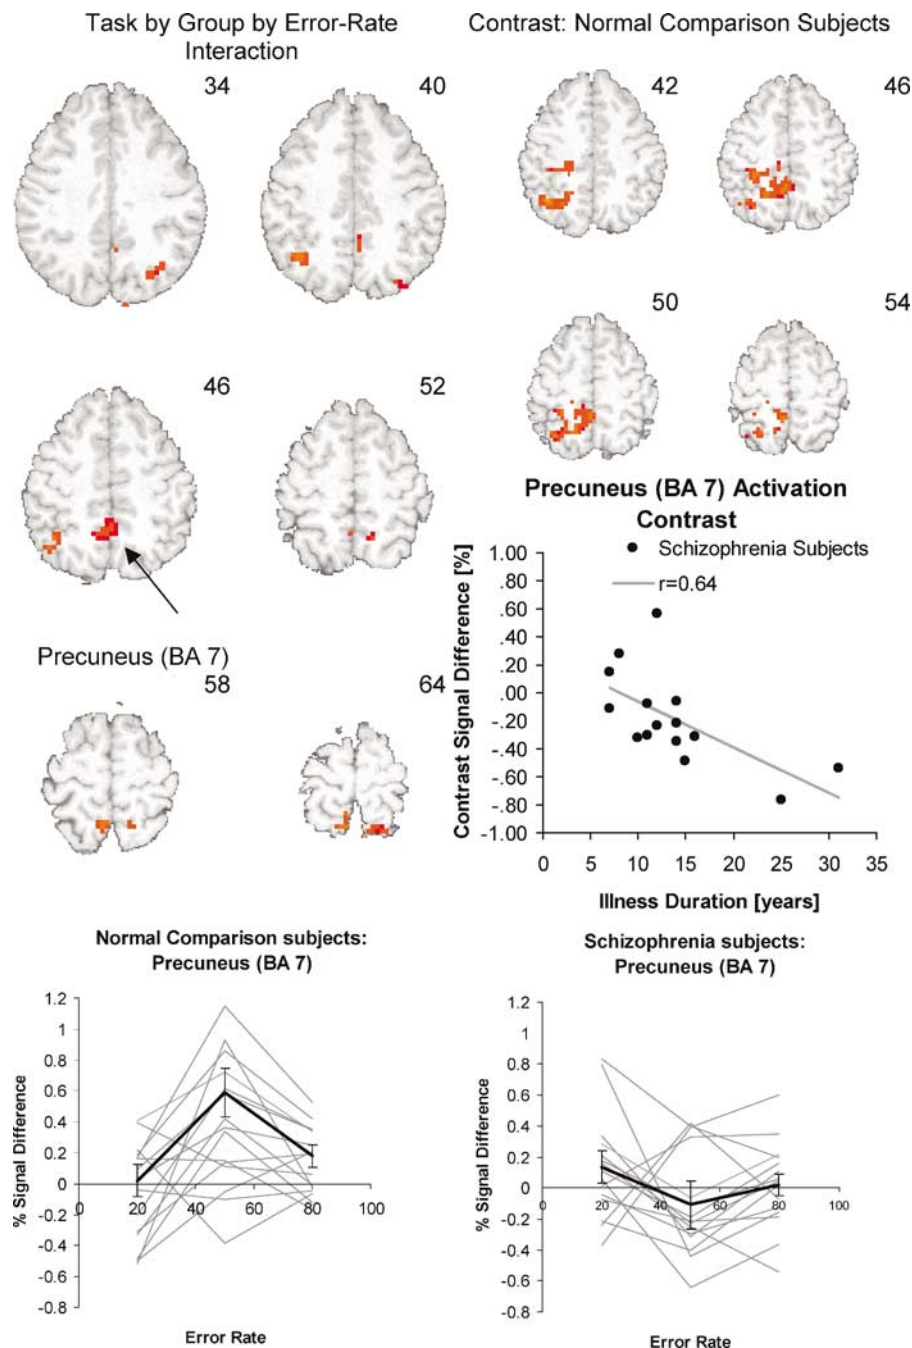 Task by Group by Error-Rate
Interaction
34
40
46
52
Precuneus (BA 7)
58
64
Contrast: Normal Comparison Subjects
42
46
50
54
Precuneus (BA 7) Activation
Contrast
Schizophrenia Subjects
r=0.64
Contrast Signal Difference [%]
1.00
.80
.60
.40
.20
.00
-.20
-.40
-.60
-.80
-1.00
0 5 10 15 20 25 30 35
Illness Duration [years]
Normal Comparison subjects:
Precuneus (BA 7)
% Signal Difference
1.2
1
0.8
0.6
0.4
0.2
0
-0.2
-0.4
-0.6
-0.8
20 40 60 80 100
Error Rate
Schizophrenia subjects:
Precuneus (BA 7)
% Signal Difference
1.2
1
0.8
0.6
0.4
0.2
0
-0.2
-0.4
-0.6
-0.8
20 40 60 80 100
Error Rate